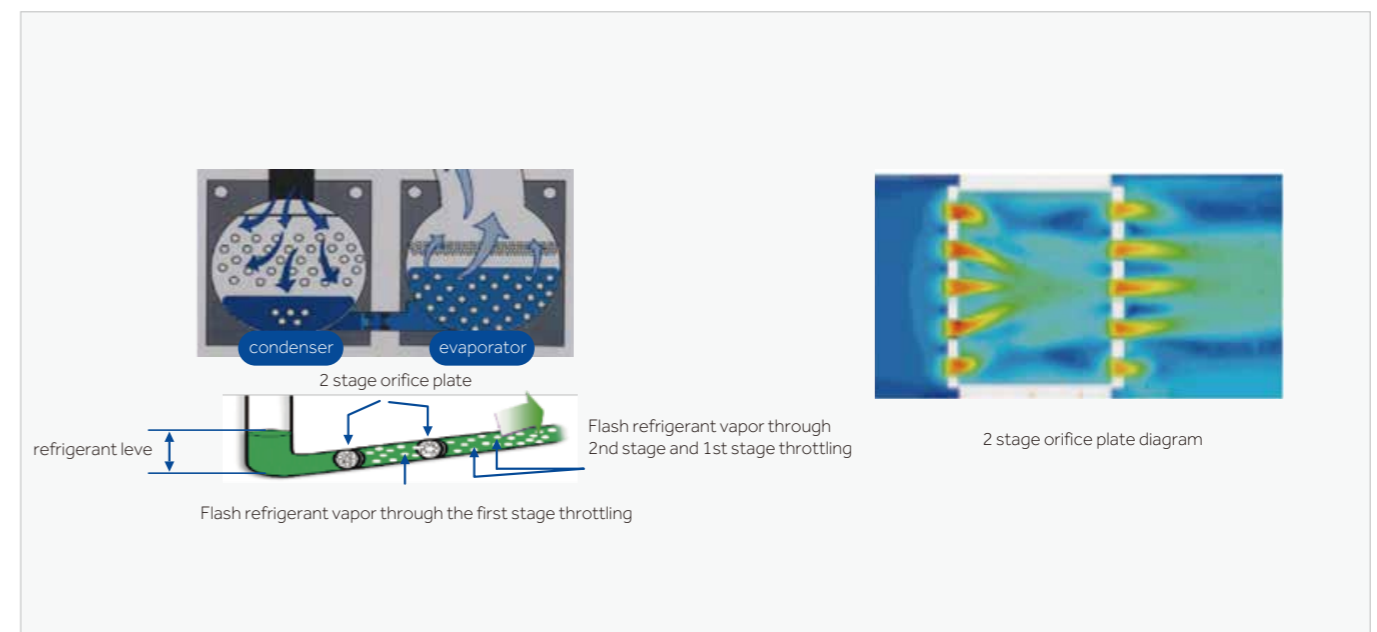 condenser
evaporator
2 stage orifice plate
refrigerant leve
Flash refrigerant vapor through
2nd stage and 1st stage throttling
Flash refrigerant vapor through the first stage throttling
2 stage orifice plate diagram